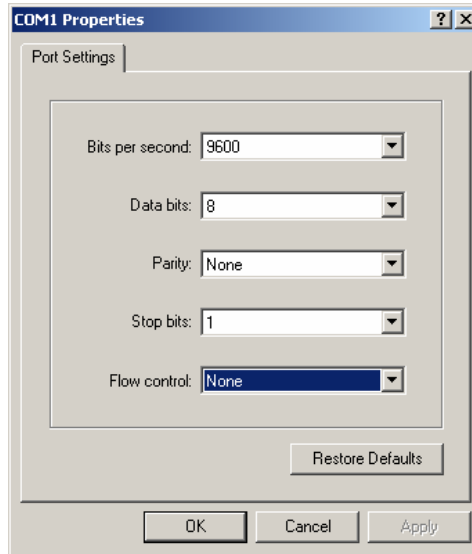 COM1 Properties
Port Settings
Bits per second: 9600
Data bits: 8
Parity: None
Stop bits: 1
Flow control: None
Restore Defaults
OK Cancel Apply